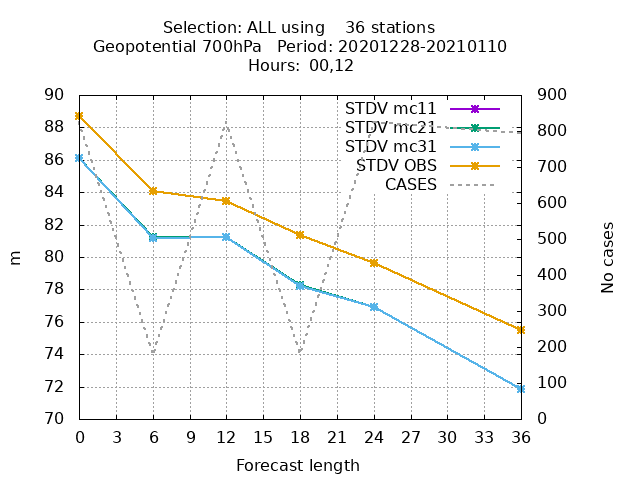 Selection: ALL using    36 stations
Geopotential 700hPa   Period: 20201228-20210110
Hours: 00,12
90 900
88 800
86 700
84 600
82 500
80 400
78 300
76 200
74 100
72 0
70
STDV mc11
STDV mc21
STDV mc31
STDV OBS
CASES
m
No cases
0 3 6 9 12 15 18 21 24 27 30 33 36
Forecast length